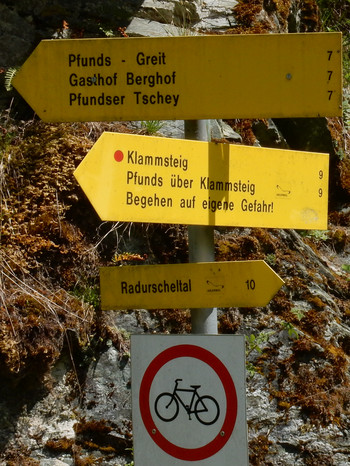 Pfunds - Greit 7
Gasthof Berghof 7
Pfundser Tschey 7
Klammsteig 9
Pfunds über Klammsteig 9
Begehen auf eigene Gefahr!
Radurscheltal 10